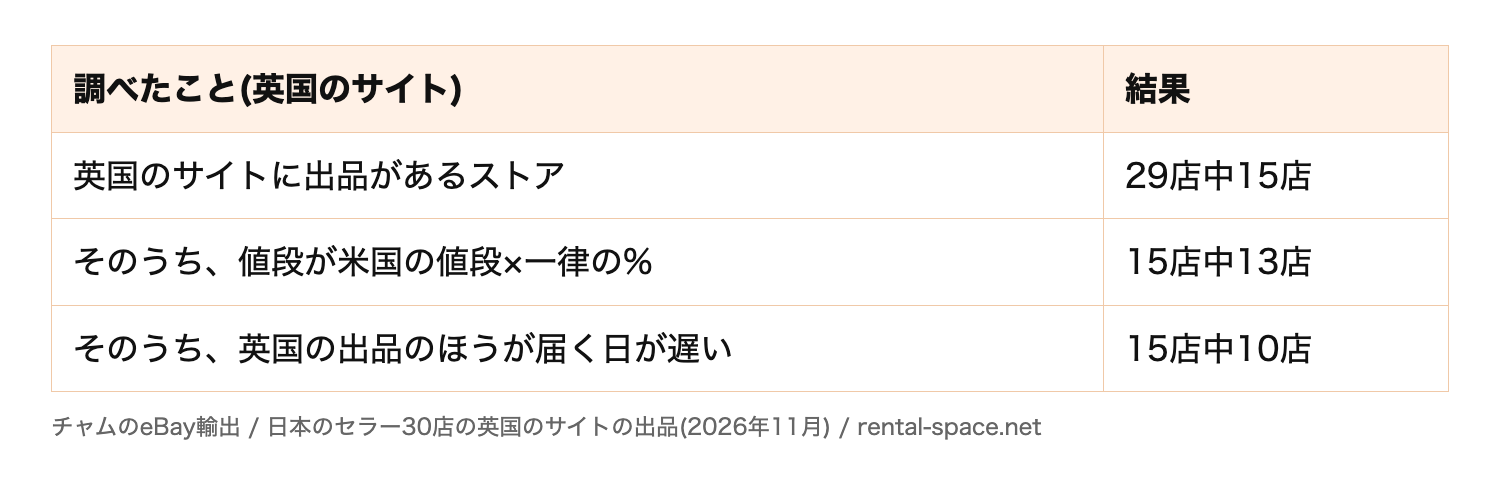 調べたこと(英国のサイト) 結果
英国のサイトに出品があるストア 29店中15店
そのうち、値段が米国の値段×一律の% 15店中13店
そのうち、英国の出品のほうが届く日が遅い 15店中10店
チャムのeBay輸出 / 日本のセラー30店の英国のサイトの出品(2026年11月) / rental-space.net